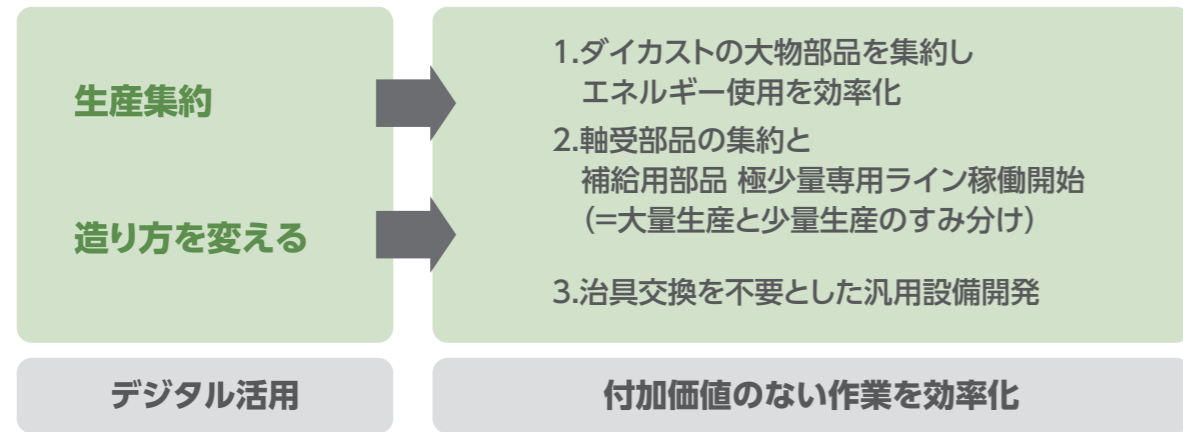 生産集約
造り方を変える
1.ダイカストの大物部品を集約し
エネルギー使用を効率化
2.軸受部品の集約と
補給用部品 極少量専用ライン稼働開始
(=大量生産と少量生産のすみ分け)
3.治具交換を不要とした汎用設備開発
デジタル活用
付加価値のない作業を効率化